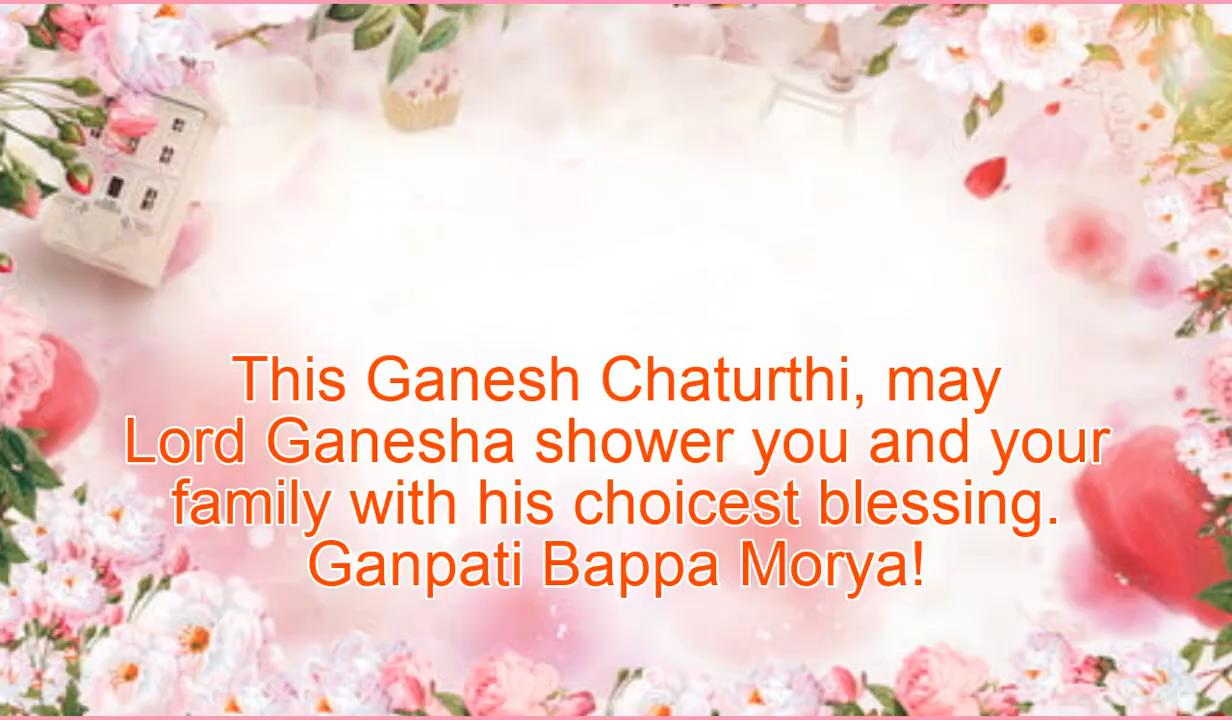 This Ganesh Chaturthi, may
Lord Ganesha shower you and your
family with his choicest blessing.
Ganpati Bappa Morya!